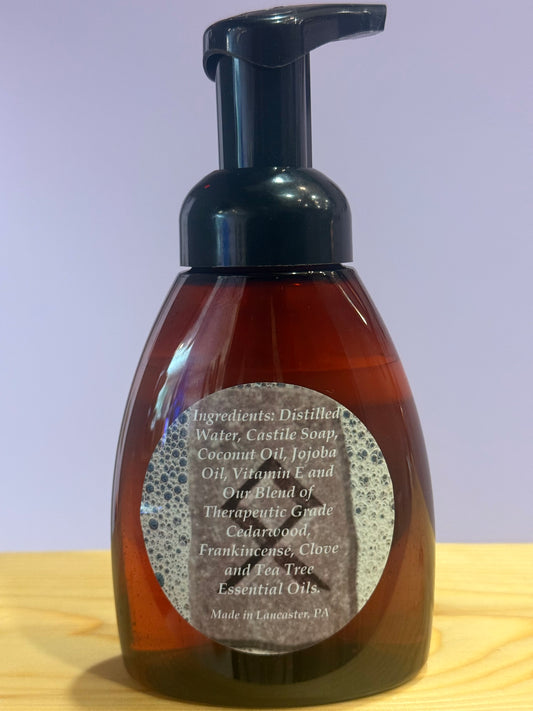 Ingredients: Distilled
Water, Castile Soap,
Coconut Oil, Jojoba
Oil, Vitamin E and
Our Blend of
Therapeutic Grade
Cedarwood,
Frankincense, Clove
and Tea Tree
Essential Oils.
Made in Lancaster, PA